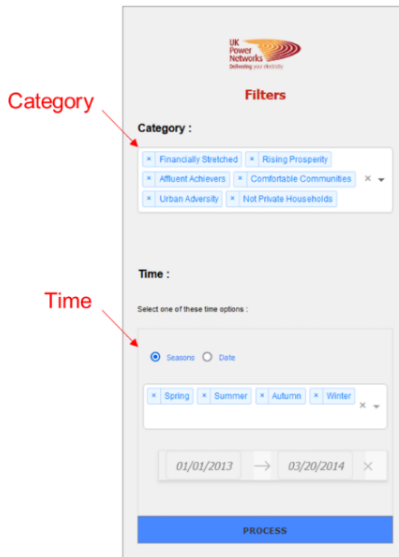 UK
Power
Networks
Delivering your electricity
Filters
Category
Category :
× Financially Stretched × Rising Prosperity
× Affluent Achievers × Comfortable Communities ×
× Urban Adversity × Not Private Households
Time :
Time
Select one of these time options :
Seasons Date
× Spring × Summer × Autumn × Winter ×
01/01/2013 → 03/20/2014 ×
PROCESS